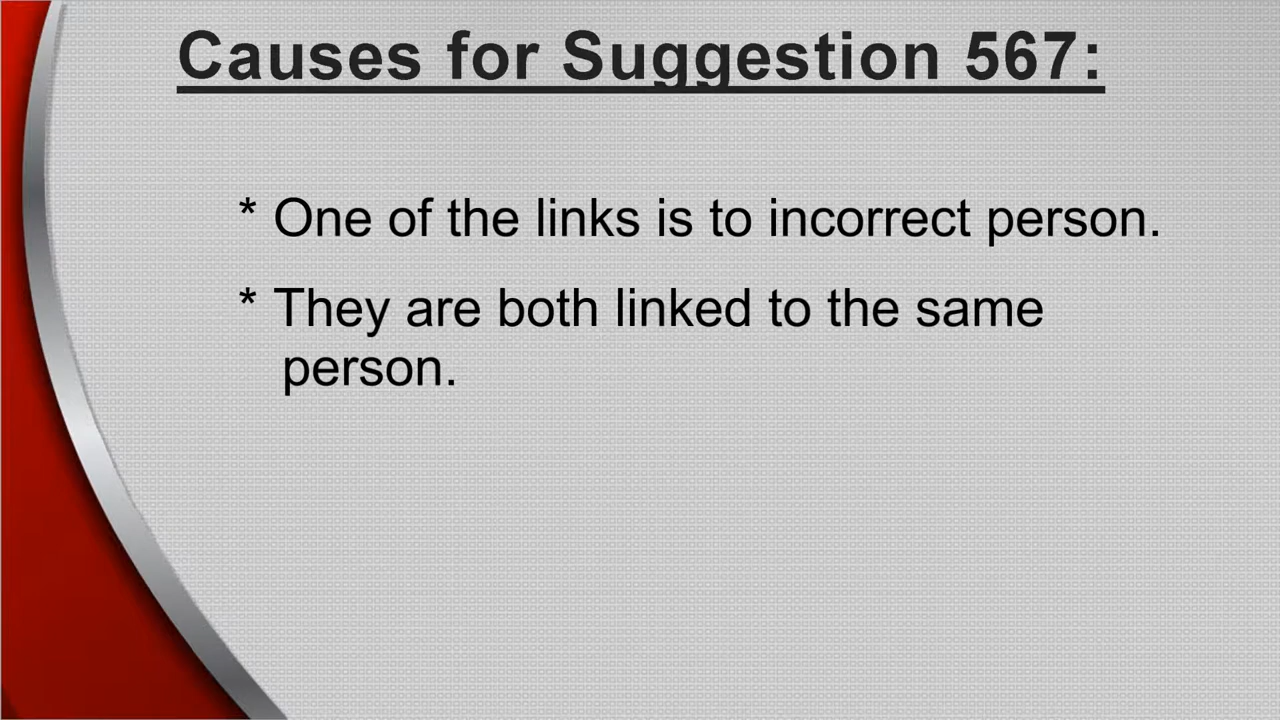 Causes for Suggestion 567:
* One of the links is to incorrect person.
* They are both linked to the same
person.